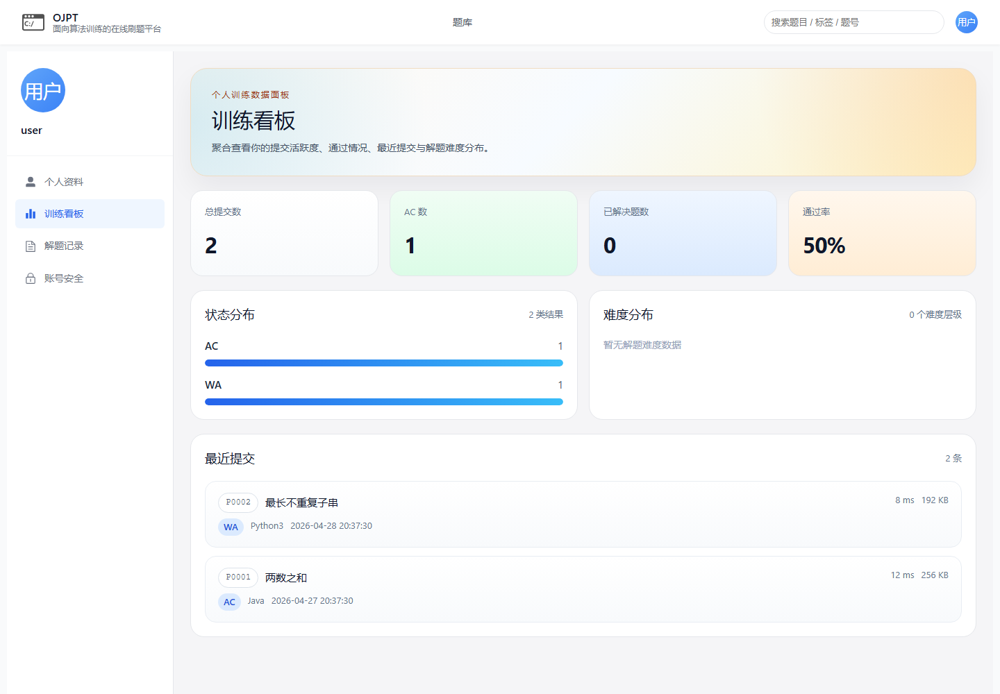 C:/
OJPT
面向算法训练的在线刷题平台
题库
搜索题目 / 标签 / 题号
用户
用户
user
个人资料
训练看板
解题记录
账号安全
个人训练数据面板
训练看板
聚合查看你的提交活跃度、通过情况、最近提交与解题难度分布。
总提交数
2
AC 数
1
已解决题数
0
通过率
50%
状态分布
2 类结果
AC
1
WA
1
难度分布
0 个难度层级
暂无解题难度数据
最近提交
2 条
P0002 最长不重复子串
8 ms 192 KB
WA Python3 2026-04-28 20:37:30
P0001 两数之和
12 ms 256 KB
AC Java 2026-04-27 20:37:30